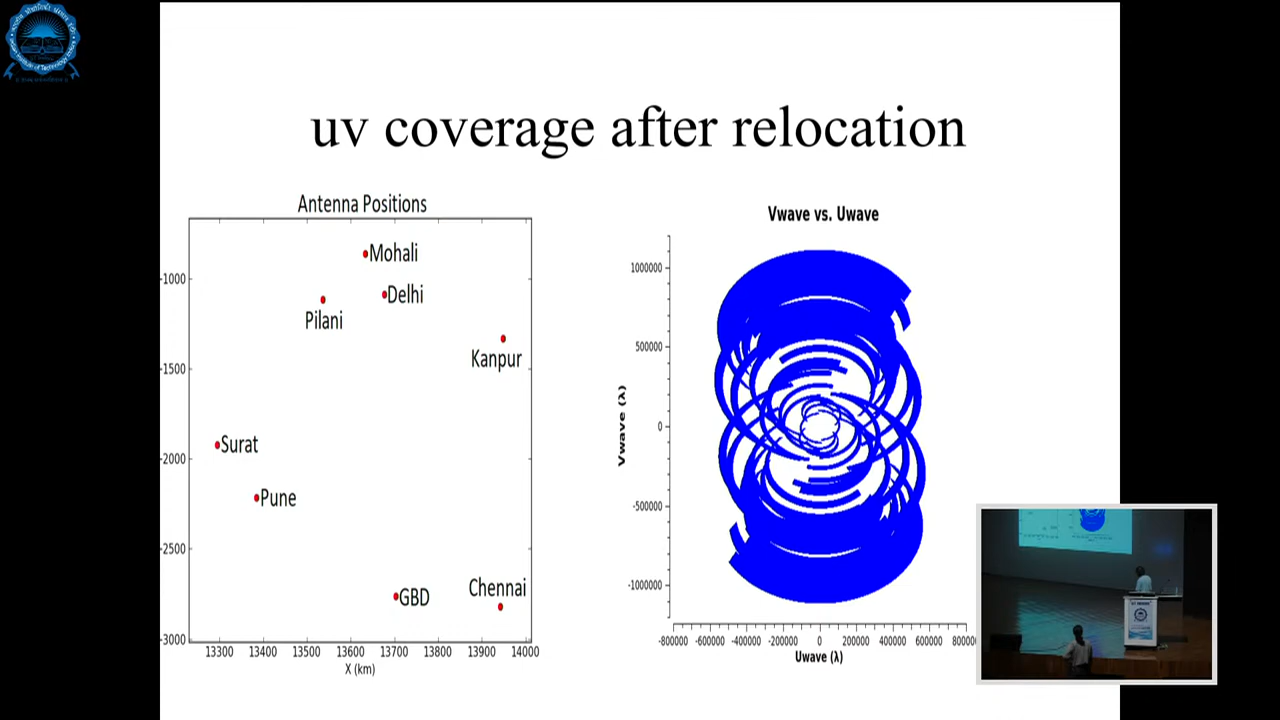 uv coverage after relocation
Antenna Positions
Mohali
Delhi
Pilani
Kanpur
Surat
Pune
GBD
Chennai
-1000
-1500
-2000
-2500
-3000
13300 13400 13500 13600 13700 13800 13900 14000
X (km)
Vwave vs. Uwave
1000000
500000
0
-500000
-1000000
Vwave (λ)
-800000 -600000 -400000 -200000 0 200000 400000 600000 80000
Uwave (λ)